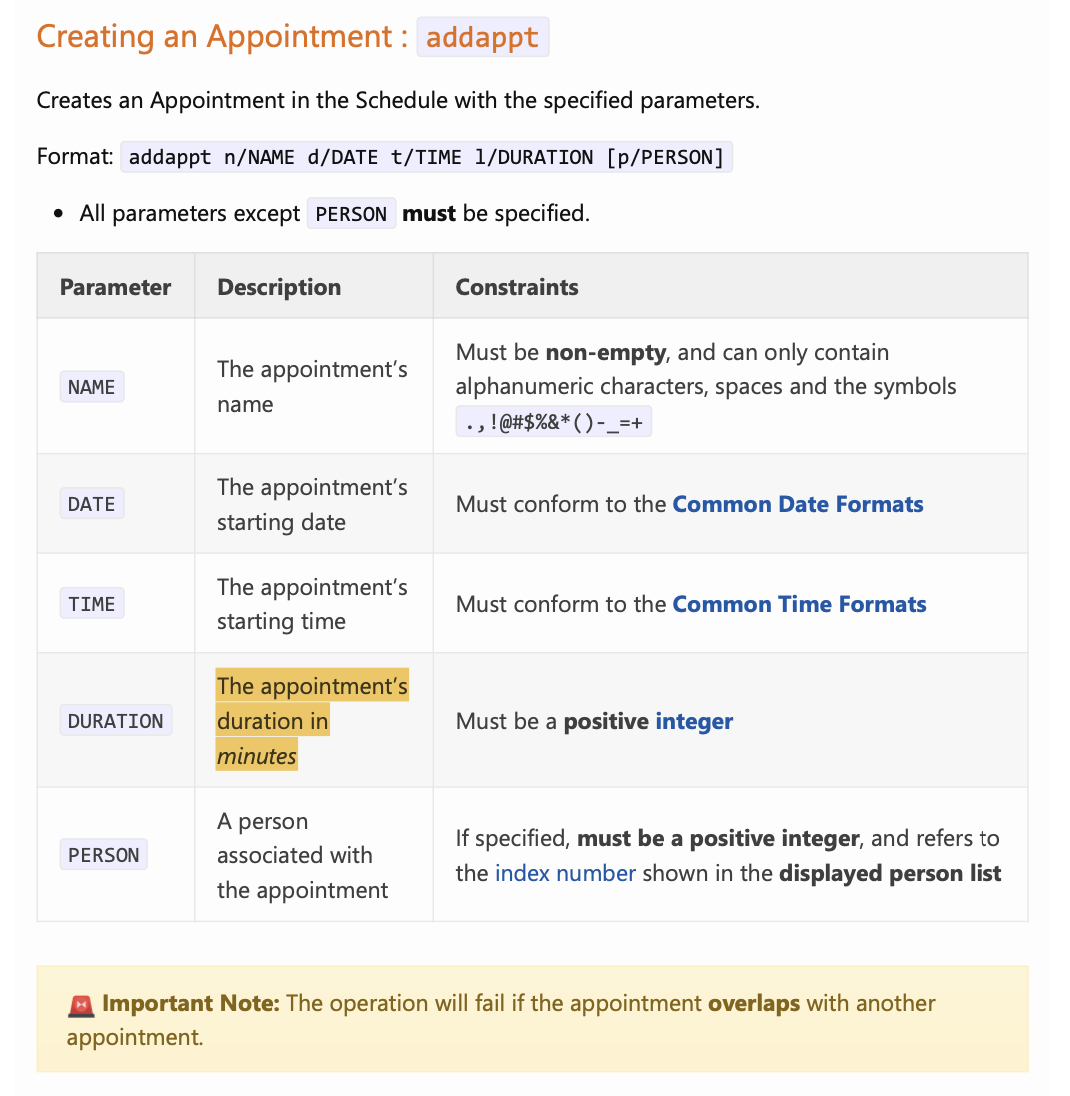 Creating an Appointment : addappt
Creates an Appointment in the Schedule with the specified parameters.
Format: addappt n/NAME d/DATE t/TIME l/DURATION [p/PERSON]
• All parameters except PERSON must be specified.
Parameter Description Constraints
NAME
The appointment’s
name
Must be non-empty, and can only contain
alphanumeric characters, spaces and the symbols
.,!@#$%&*()-_=+
DATE
The appointment’s
starting date
Must conform to the Common Date Formats
TIME
The appointment’s
starting time
Must conform to the Common Time Formats
DURATION
The appointment’s
duration in
minutes
Must be a positive integer
PERSON
A person
associated with
the appointment
If specified, must be a positive integer, and refers to
the index number shown in the displayed person list
🚨 Important Note: The operation will fail if the appointment overlaps with another
appointment.